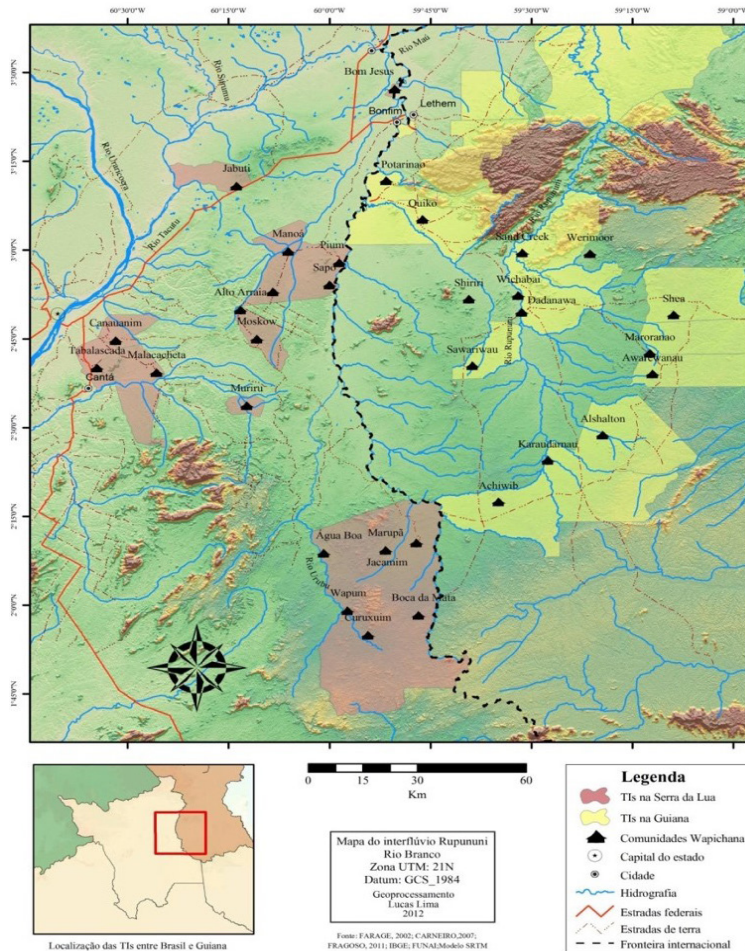 60°30'0"W 60°15'0"W 60°0'0"W 59°45'0"W 59°30'0"W 59°15'0"W 59°0'0"W
3°30'0"N
3°15'0"N
3°0'0"N
2°45'0"N
2°30'0"N
2°15'0"N
2°0'0"N
1°45'0"N
Rio Maú
Rio Surumu
Bom Jesus
Lethem
Bonfim
Rio Uraricoera
Potarinao
Jabuti
Quiko
Rio Rupununi
Rio Tacutu
Manoá
Pium
Sand Creek
Werimoor
Sapo
Shiriri
Wichabai
Alto Arraia
Dadanawa
Shea
Moskow
Canauanim
Rio Rupununi
Maroranao
Tabalascada
Malacacheta
Sawariwau
Awarewanau
Cantá
Muriru
Alshalton
Karaudarnau
Achiwib
Água Boa
Marupá
Jacamim
Wapum
Boca da Mata
Curuxuim
0 15 30 60
Km
Mapa do interflúvio Rupununi
Rio Branco
Zona UTM: 21N
Datum: GCS_1984
Geoprocessamento
Lucas Lima
2012
Fonte: FARAGE, 2002; CARNEIRO,2007;
FRAGOSO, 2011; IBGE; FUNAI;Modelo SRTM
Localização das TIs entre Brasil e Guiana
Legenda
TIs na Serra da Lua
TIs na Guiana
Comunidades Wapichana
Capital do estado
Cidade
Hidrografia
Estradas federais
Estradas de terra
Fronteira internacional